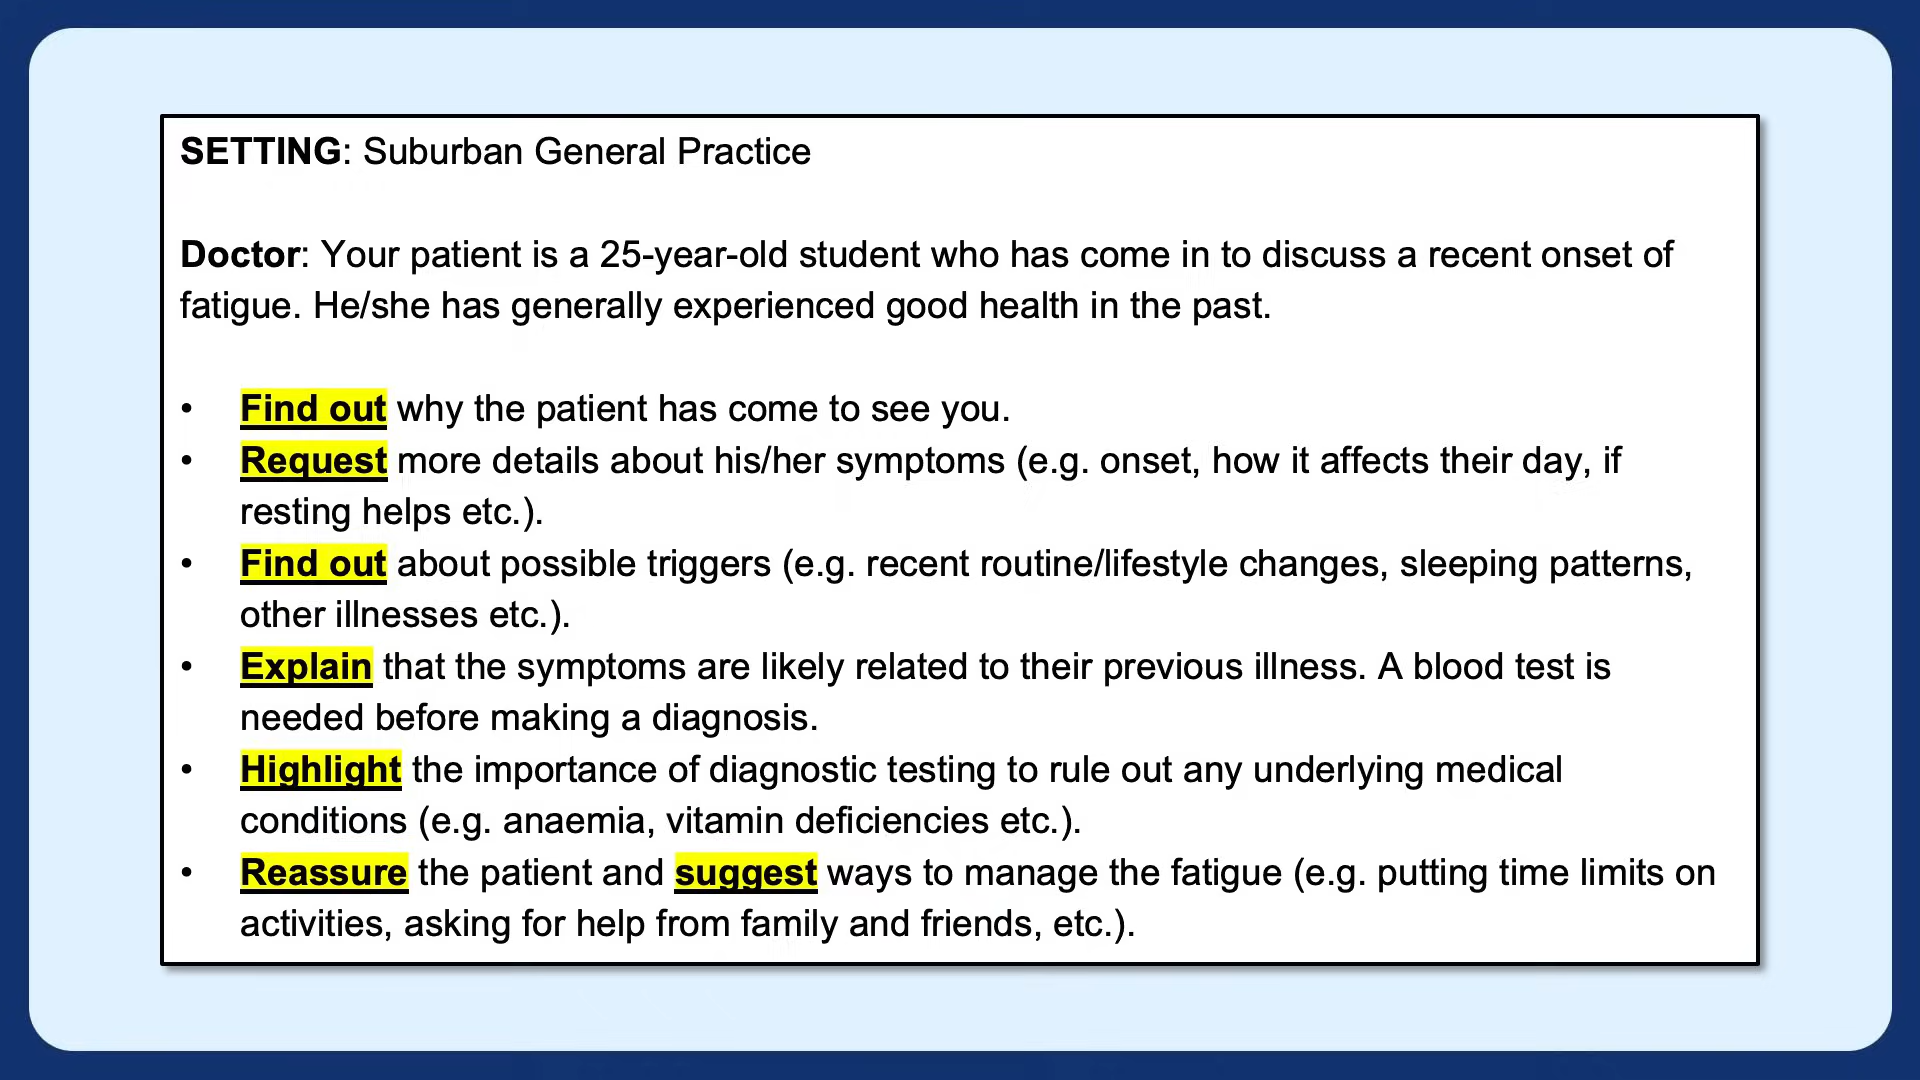 SETTING: Suburban General Practice
Doctor: Your patient is a 25-year-old student who has come in to discuss a recent onset of
fatigue. He/she has generally experienced good health in the past.
• Find out why the patient has come to see you.
• Request more details about his/her symptoms (e.g. onset, how it affects their day, if
resting helps etc.).
• Find out about possible triggers (e.g. recent routine/lifestyle changes, sleeping patterns,
other illnesses etc.).
• Explain that the symptoms are likely related to their previous illness. A blood test is
needed before making a diagnosis.
• Highlight the importance of diagnostic testing to rule out any underlying medical
conditions (e.g. anaemia, vitamin deficiencies etc.).
• Reassure the patient and suggest ways to manage the fatigue (e.g. putting time limits on
activities, asking for help from family and friends, etc.).